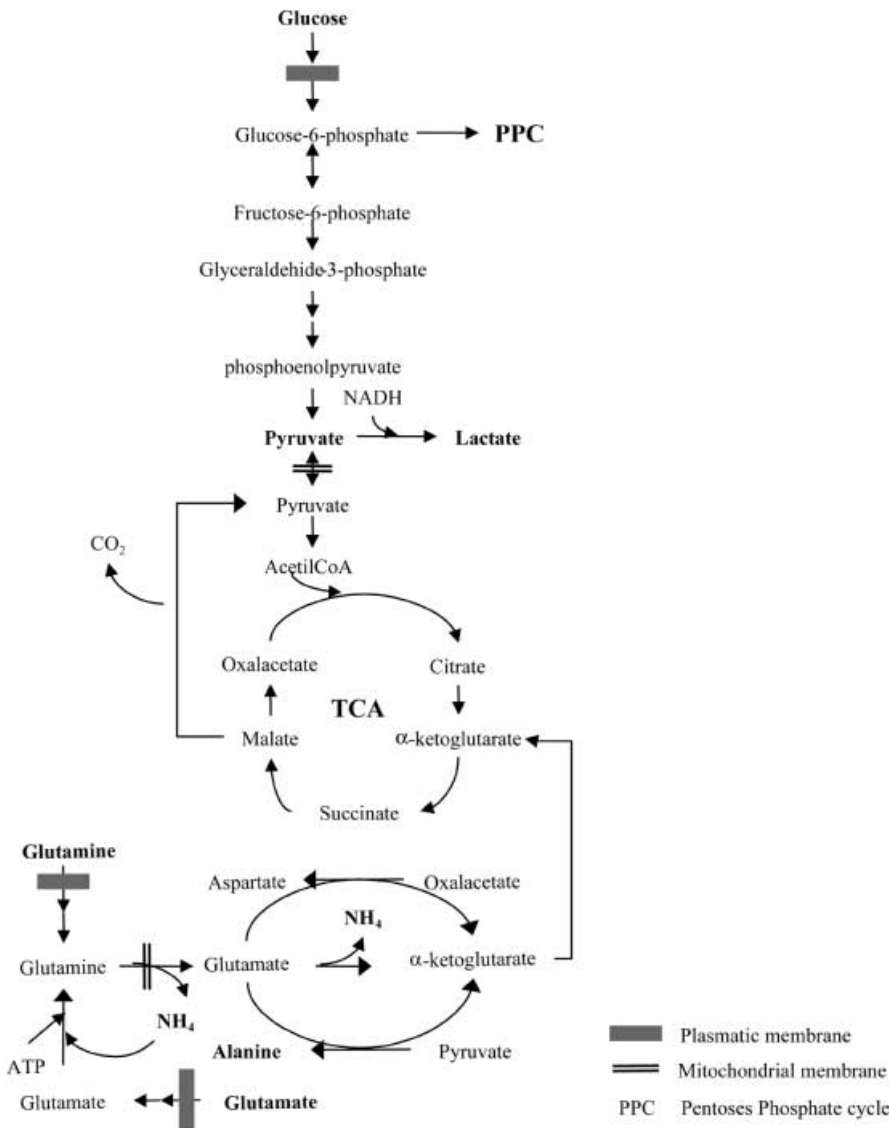 Glucose
Glucose-6-phosphate PPC
Fructose-6-phosphate
Glyceraldehide-3-phosphate
phosphoenolpyruvate
NADH
Pyruvate Lactate
Pyruvate
CO2
AcetilCoA
Oxalacetate Citrate
TCA
Malate α-ketoglutarate
Succinate
Glutamine
Aspartate Oxalacetate
NH4
Glutamine Glutamate α-ketoglutarate
NH4
Alanine Pyruvate
ATP
Glutamate Glutamate
Plasmatic membrane
Mitochondrial membrane
PPC Pentoses Phosphate cycle